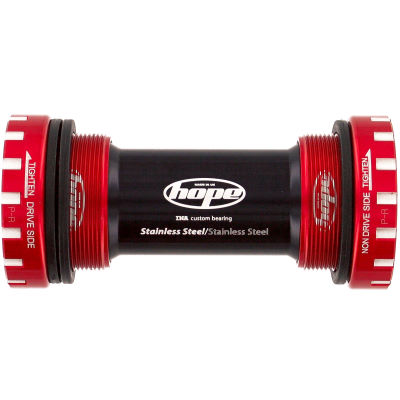 TIGHTEN
P-R DRIVE SIDE
hope
MADE IN UK
hope
INA custom bearing
Stainless Steel/Stainless Steel
hope
TIGHTEN
NON DRIVE SIDE
P-R